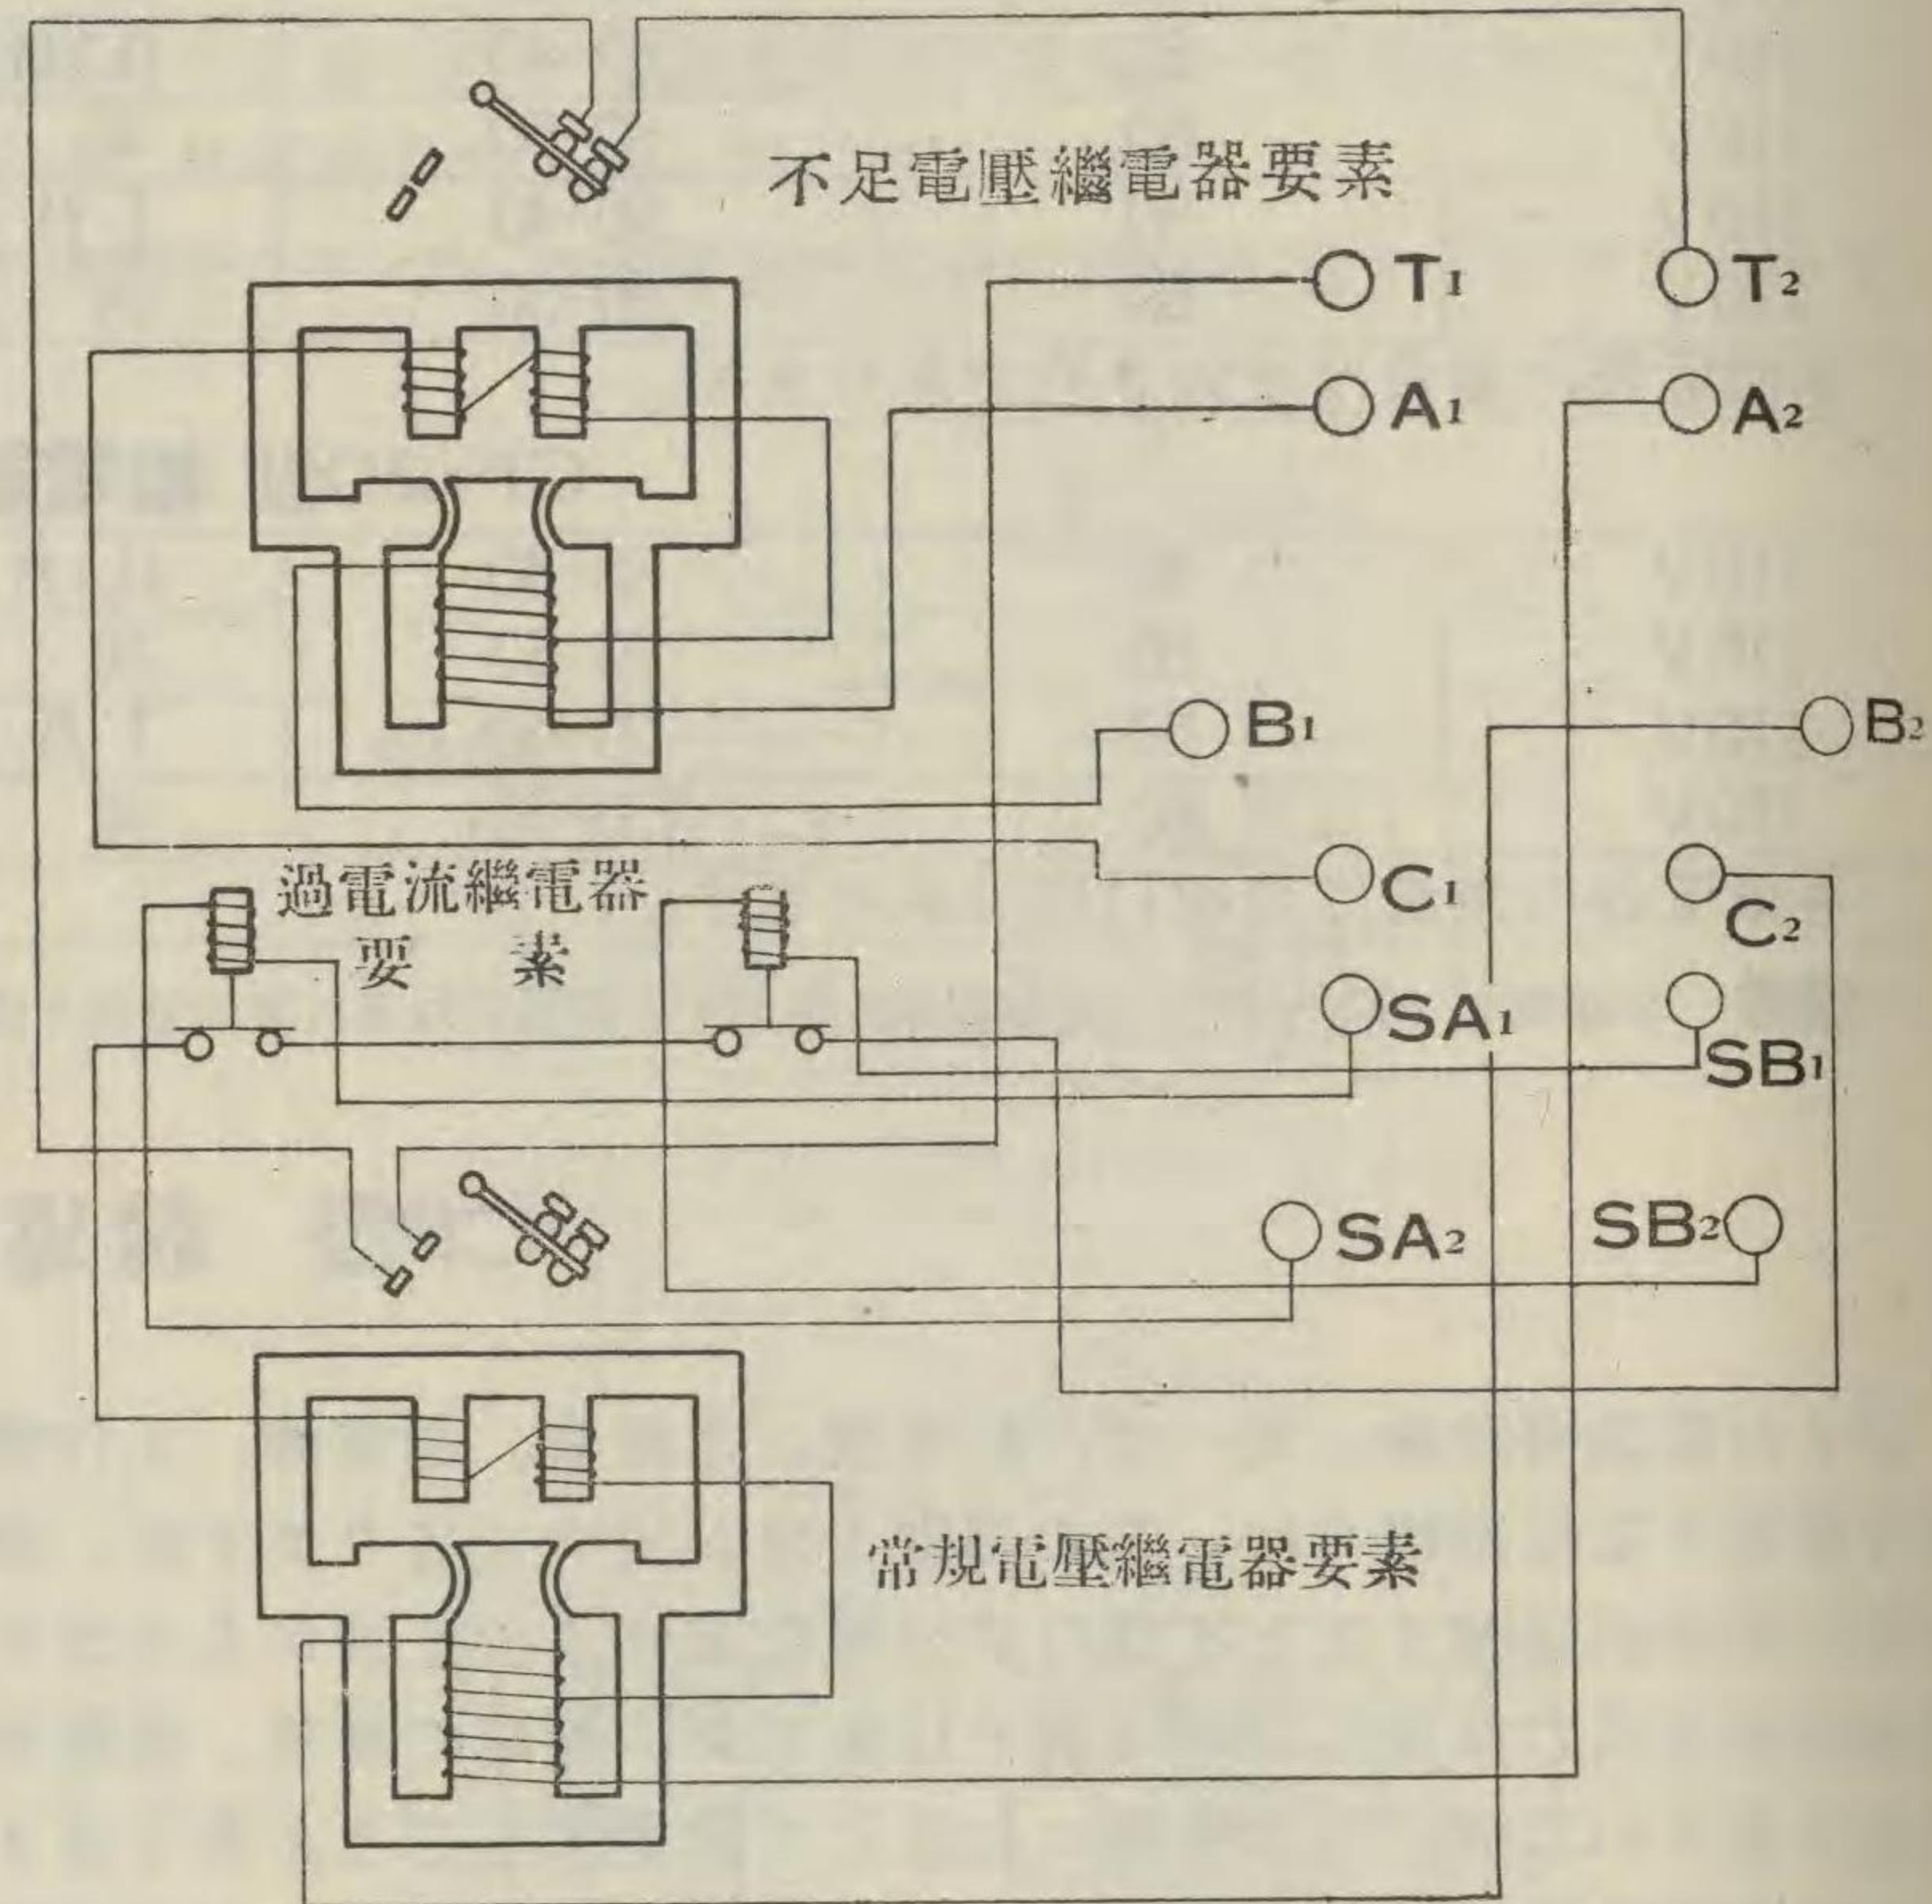 不足電壓繼電器要素
T1
T2
A1
A2
B1
B2
過電流繼電器
要素
C1
C2
SA1
SB1
SA2
SB2
常規電壓繼電器要素